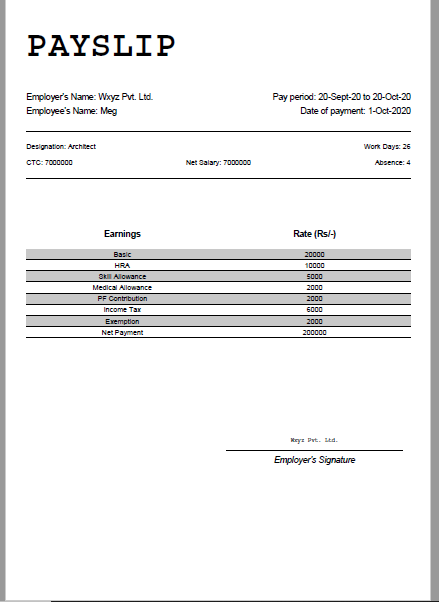 PAYSLIP
Employer's Name: Wxyz Pvt. Ltd. Pay period: 20-Sept-20 to 20-Oct-20
Employee's Name: Meg Date of payment: 1-Oct-2020
Designation: Architect Work Days: 26
CTC: 7000000 Net Salary: 7000000 Absence: 4
Earnings Rate (Rs/-)
Basic 20000
HRA 10000
Skill Allowance 5000
Medical Allowance 2000
PF Contribution 2000
Income Tax 6000
Exemption 2000
Net Payment 200000
Wxyz Pvt. Ltd.
Employer's Signature